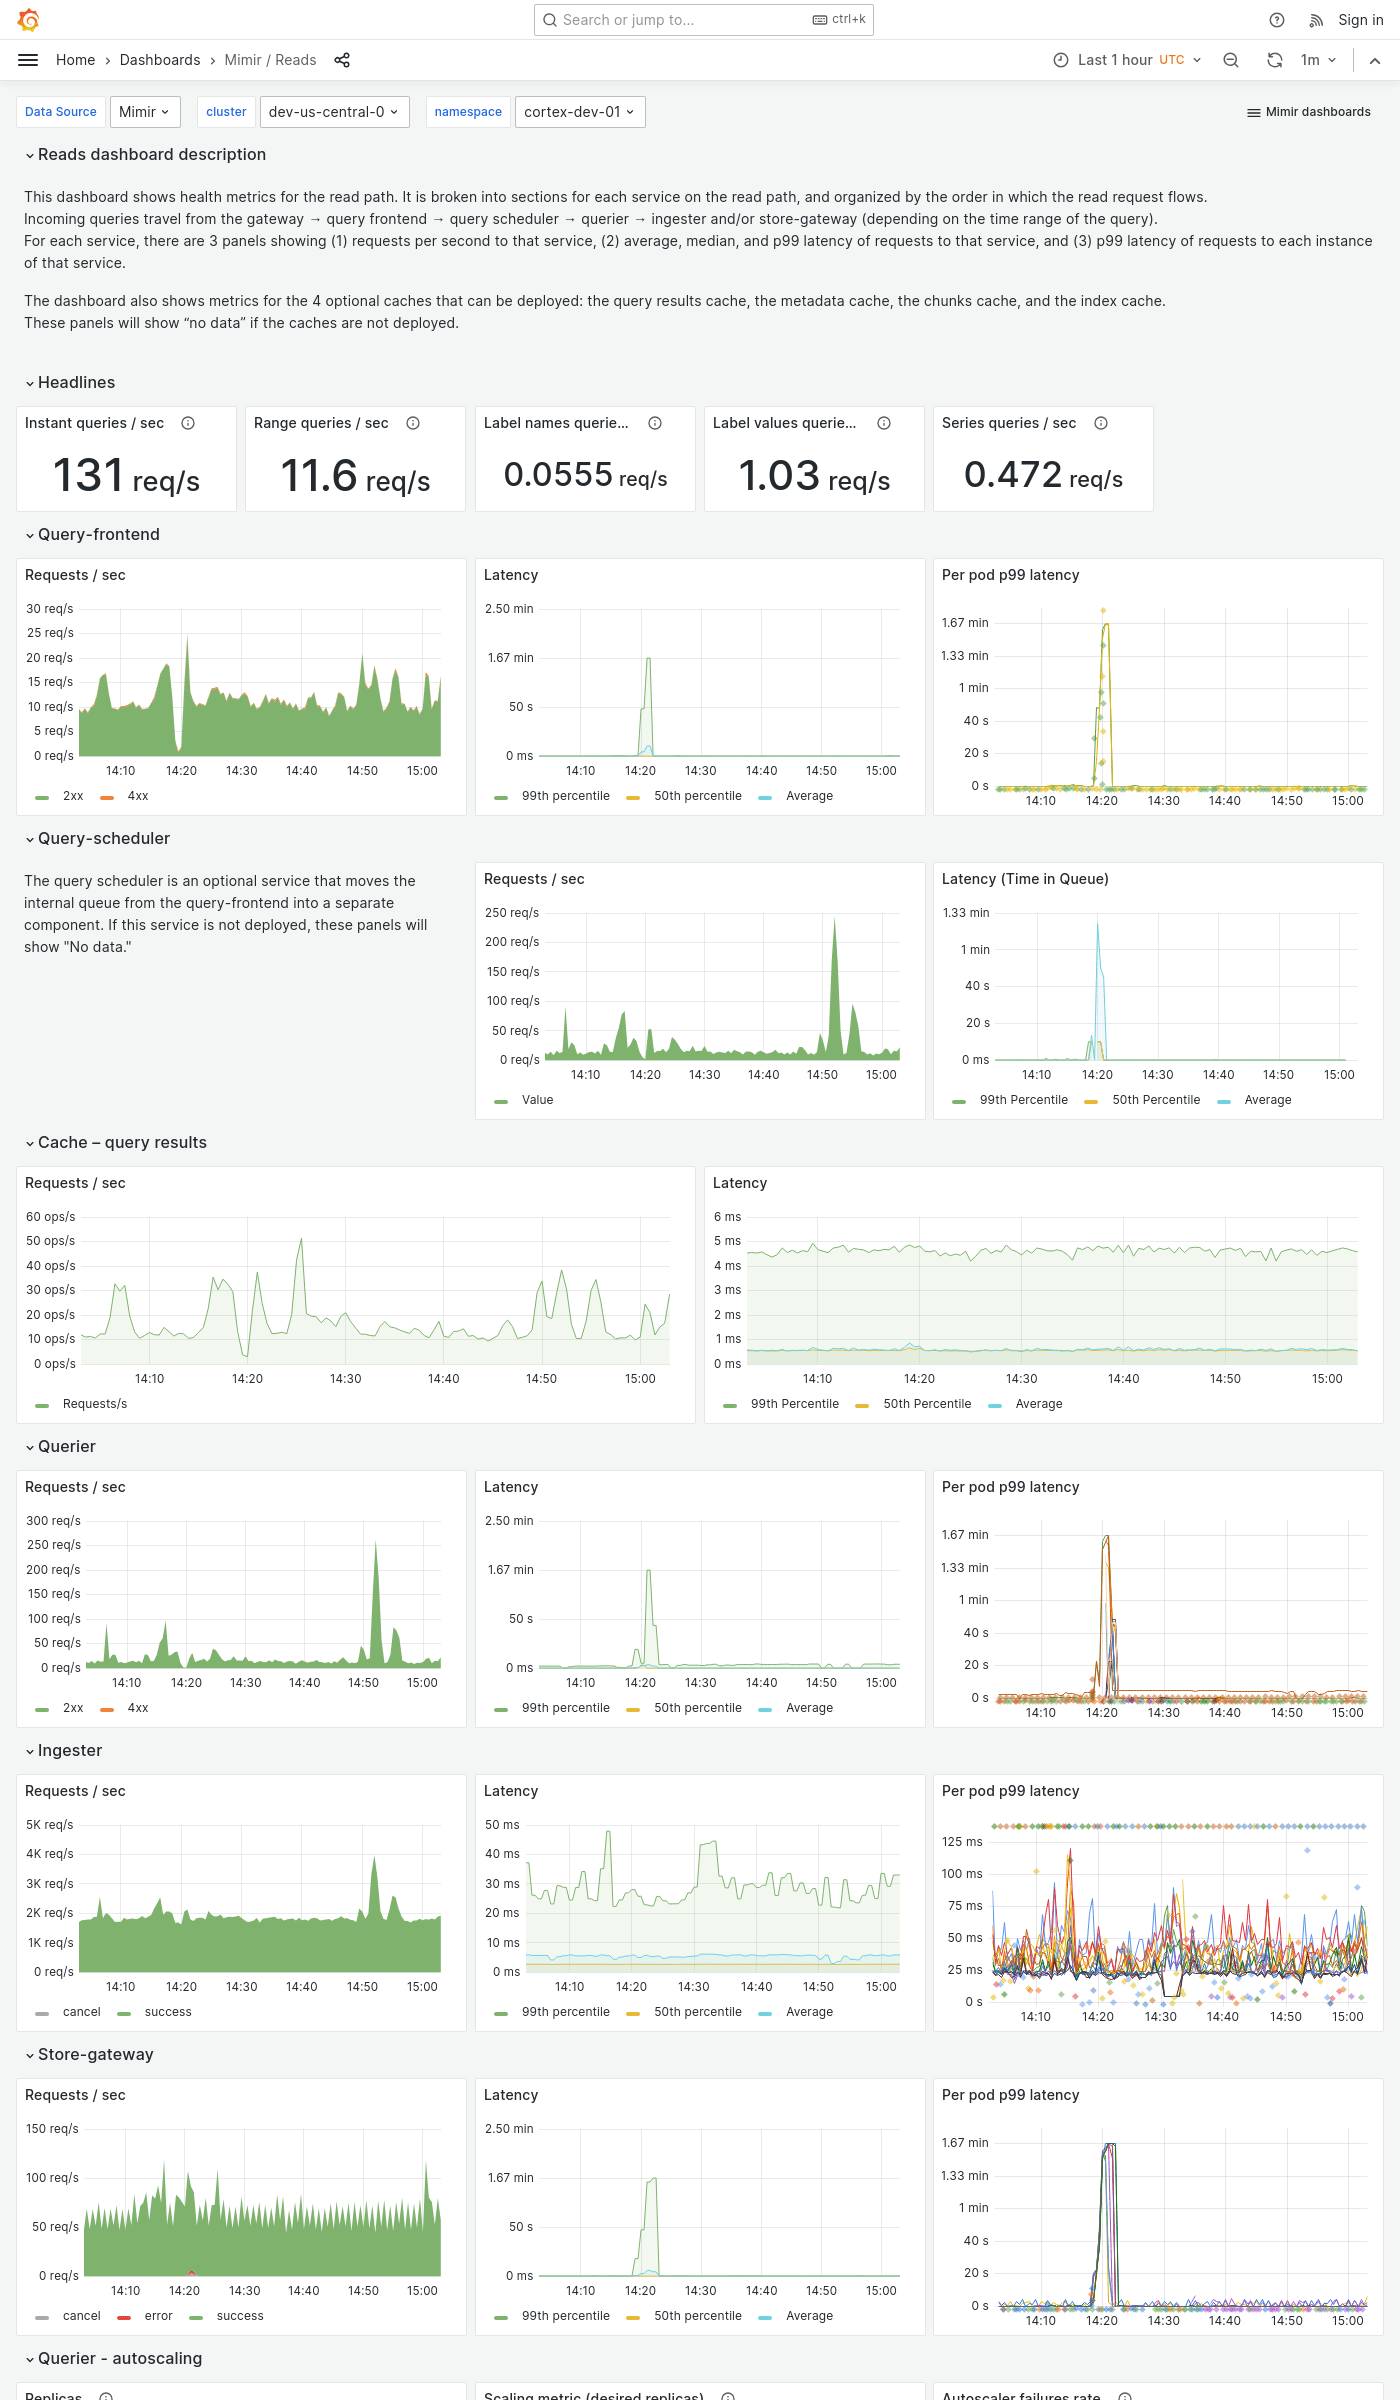 Search or jump to...
ctrl+k
Sign in
Home
Dashboards
Mimir / Reads
Last 1 hour UTC
1m
Data Source
Mimir
cluster
dev-us-central-0
namespace
cortex-dev-01
Mimir dashboards
Reads dashboard description
This dashboard shows health metrics for the read path. It is broken into sections for each service on the read path, and organized by the order in which the read request flows.
Incoming queries travel from the gateway → query frontend → query scheduler → querier → ingester and/or store-gateway (depending on the time range of the query).
For each service, there are 3 panels showing (1) requests per second to that service, (2) average, median, and p99 latency of requests to that service, and (3) p99 latency of requests to each instance
of that service.
The dashboard also shows metrics for the 4 optional caches that can be deployed: the query results cache, the metadata cache, the chunks cache, and the index cache.
These panels will show “no data” if the caches are not deployed.
Headlines
Instant queries / sec
131 req/s
Range queries / sec
11.6 req/s
Label names querie...
0.0555 req/s
Label values querie...
1.03 req/s
Series queries / sec
0.472 req/s
Query-frontend
Requests / sec
30 req/s
25 req/s
20 req/s
15 req/s
10 req/s
5 req/s
0 req/s
14:10 14:20 14:30 14:40 14:50 15:00
2xx 4xx
Latency
2.50 min
1.67 min
50 s
0 ms
14:10 14:20 14:30 14:40 14:50 15:00
99th percentile 50th percentile Average
Per pod p99 latency
1.67 min
1.33 min
1 min
40 s
20 s
0 s
14:10 14:20 14:30 14:40 14:50 15:00
Query-scheduler
The query scheduler is an optional service that moves the
internal queue from the query-frontend into a separate
component. If this service is not deployed, these panels will
show "No data."
Requests / sec
250 req/s
200 req/s
150 req/s
100 req/s
50 req/s
0 req/s
14:10 14:20 14:30 14:40 14:50 15:00
Value
Latency (Time in Queue)
1.33 min
1 min
40 s
20 s
0 ms
14:10 14:20 14:30 14:40 14:50 15:00
99th Percentile 50th Percentile Average
Cache – query results
Requests / sec
60 ops/s
50 ops/s
40 ops/s
30 ops/s
20 ops/s
10 ops/s
0 ops/s
14:10 14:20 14:30 14:40 14:50 15:00
Requests/s
Latency
6 ms
5 ms
4 ms
3 ms
2 ms
1 ms
0 ms
14:10 14:20 14:30 14:40 14:50 15:00
99th Percentile 50th Percentile Average
Querier
Requests / sec
300 req/s
250 req/s
200 req/s
150 req/s
100 req/s
50 req/s
0 req/s
14:10 14:20 14:30 14:40 14:50 15:00
2xx 4xx
Latency
2.50 min
1.67 min
50 s
0 ms
14:10 14:20 14:30 14:40 14:50 15:00
99th percentile 50th percentile Average
Per pod p99 latency
1.67 min
1.33 min
1 min
40 s
20 s
0 s
14:10 14:20 14:30 14:40 14:50 15:00
Ingester
Requests / sec
5K req/s
4K req/s
3K req/s
2K req/s
1K req/s
0 req/s
14:10 14:20 14:30 14:40 14:50 15:00
cancel success
Latency
50 ms
40 ms
30 ms
20 ms
10 ms
0 ms
14:10 14:20 14:30 14:40 14:50 15:00
99th percentile 50th percentile Average
Per pod p99 latency
125 ms
100 ms
75 ms
50 ms
25 ms
0 s
14:10 14:20 14:30 14:40 14:50 15:00
Store-gateway
Requests / sec
150 req/s
100 req/s
50 req/s
0 req/s
14:10 14:20 14:30 14:40 14:50 15:00
cancel error success
Latency
2.50 min
1.67 min
50 s
0 ms
14:10 14:20 14:30 14:40 14:50 15:00
99th percentile 50th percentile Average
Per pod p99 latency
1.67 min
1.33 min
1 min
40 s
20 s
0 s
14:10 14:20 14:30 14:40 14:50 15:00
Querier - autoscaling
Replicas
Scaling metric (desired replicas)
Autoscaler failures rate